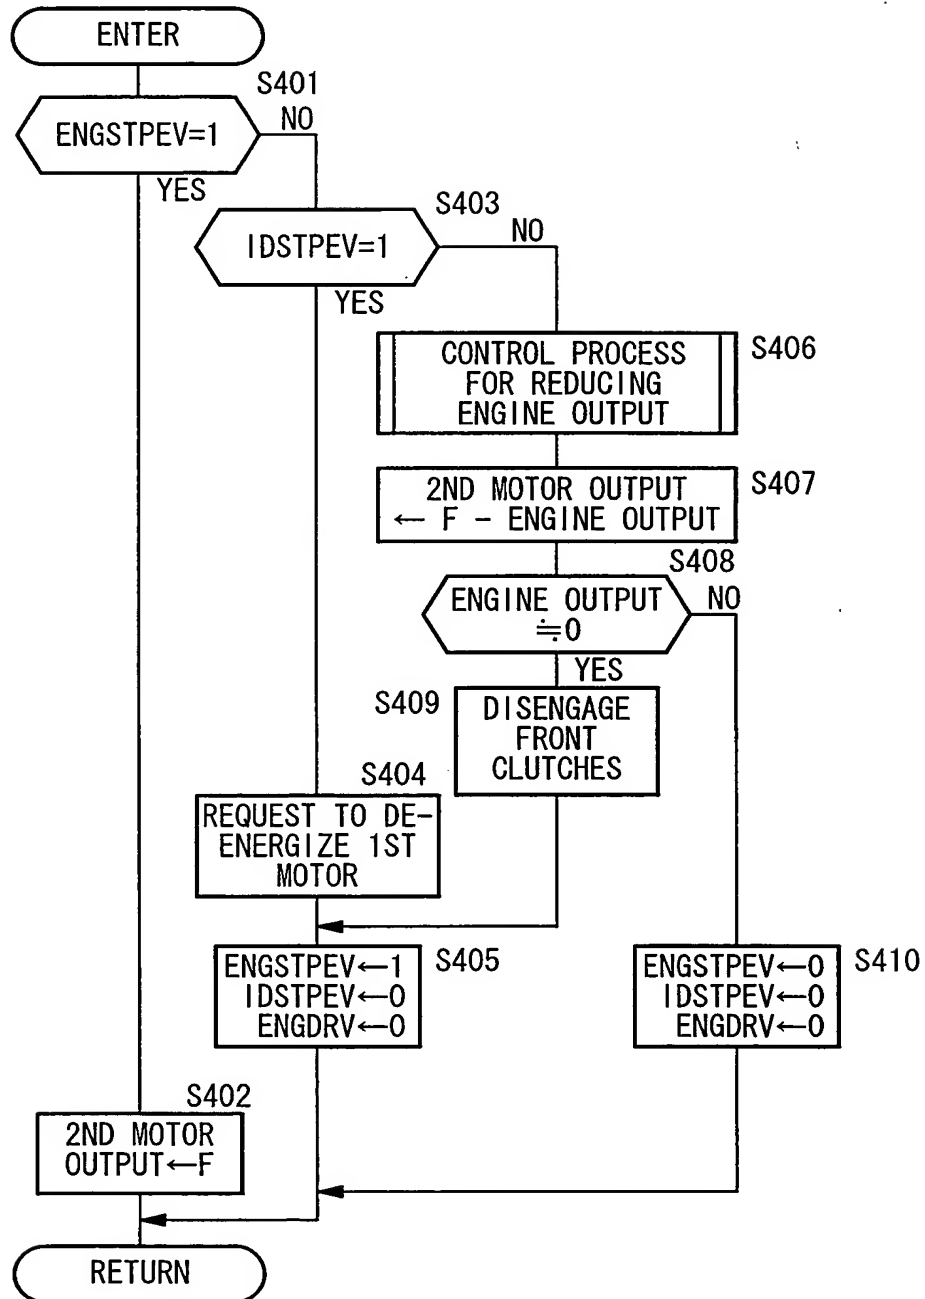 ENTER
S401
ENGSTPEV=1
NO
YES
S403
IDSTPEV=1
NO
YES
CONTROL PROCESS
FOR REDUCING
ENGINE OUTPUT
S406
2ND MOTOR OUTPUT
← F - ENGINE OUTPUT
S407
S408
ENGINE OUTPUT
≒0
NO
YES
S409
DISENGAGE
FRONT
CLUTCHES
S404
REQUEST TO DE-
ENERGIZE 1ST
MOTOR
ENGSTPEV←1
IDSTPEV←0
ENGDRV←0
S405
ENGSTPEV←0
IDSTPEV←0
ENGDRV←0
S410
S402
2ND MOTOR
OUTPUT←F
RETURN